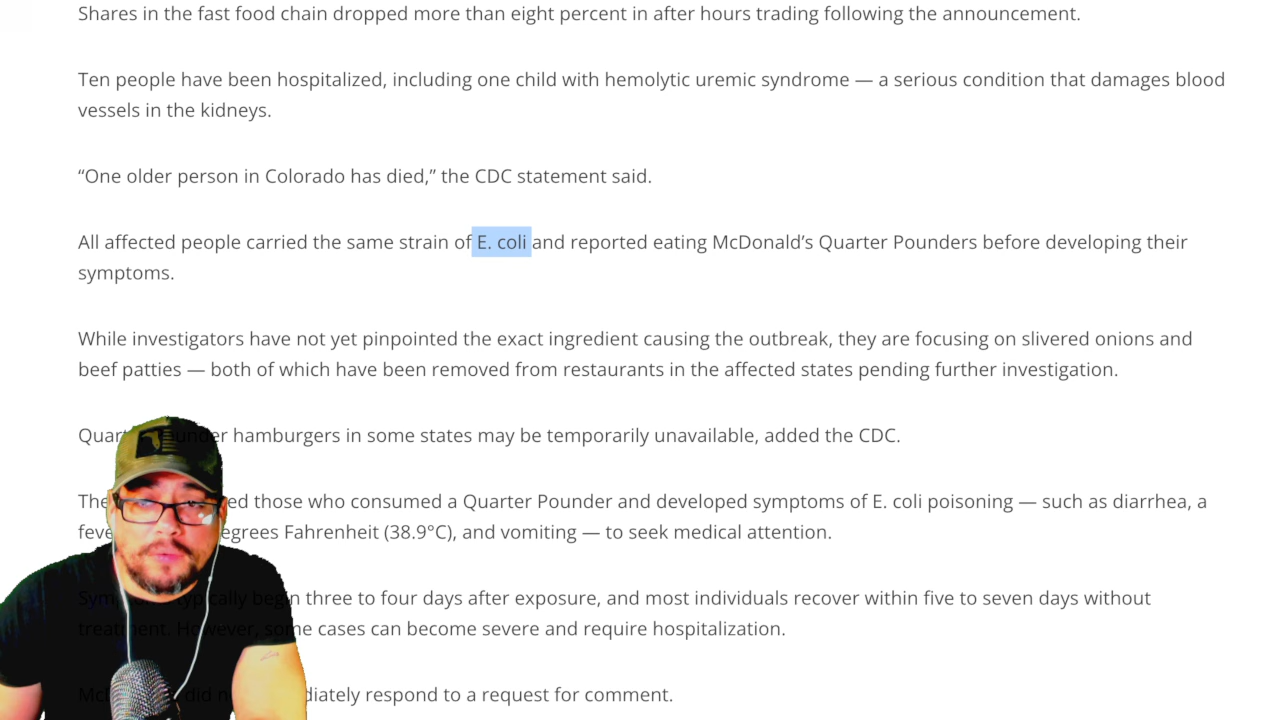 Shares in the fast food chain dropped more than eight percent in after hours trading following the announcement.
Ten people have been hospitalized, including one child with hemolytic uremic syndrome — a serious condition that damages blood
vessels in the kidneys.
“One older person in Colorado has died,” the CDC statement said.
All affected people carried the same strain of E. coli and reported eating McDonald’s Quarter Pounders before developing their
symptoms.
While investigators have not yet pinpointed the exact ingredient causing the outbreak, they are focusing on slivered onions and
beef patties — both of which have been removed from restaurants in the affected states pending further investigation.
hamburgers in some states may be temporarily unavailable, added the CDC.
The those who consumed a Quarter Pounder and developed symptoms of E. coli poisoning — such as diarrhea, a
Fahrenheit (38.9°C), and vomiting — to seek medical attention.
typically begin three to four days after exposure, and most individuals recover within five to seven days without
treatment. However, some cases can become severe and require hospitalization.
did respond to a request for comment.